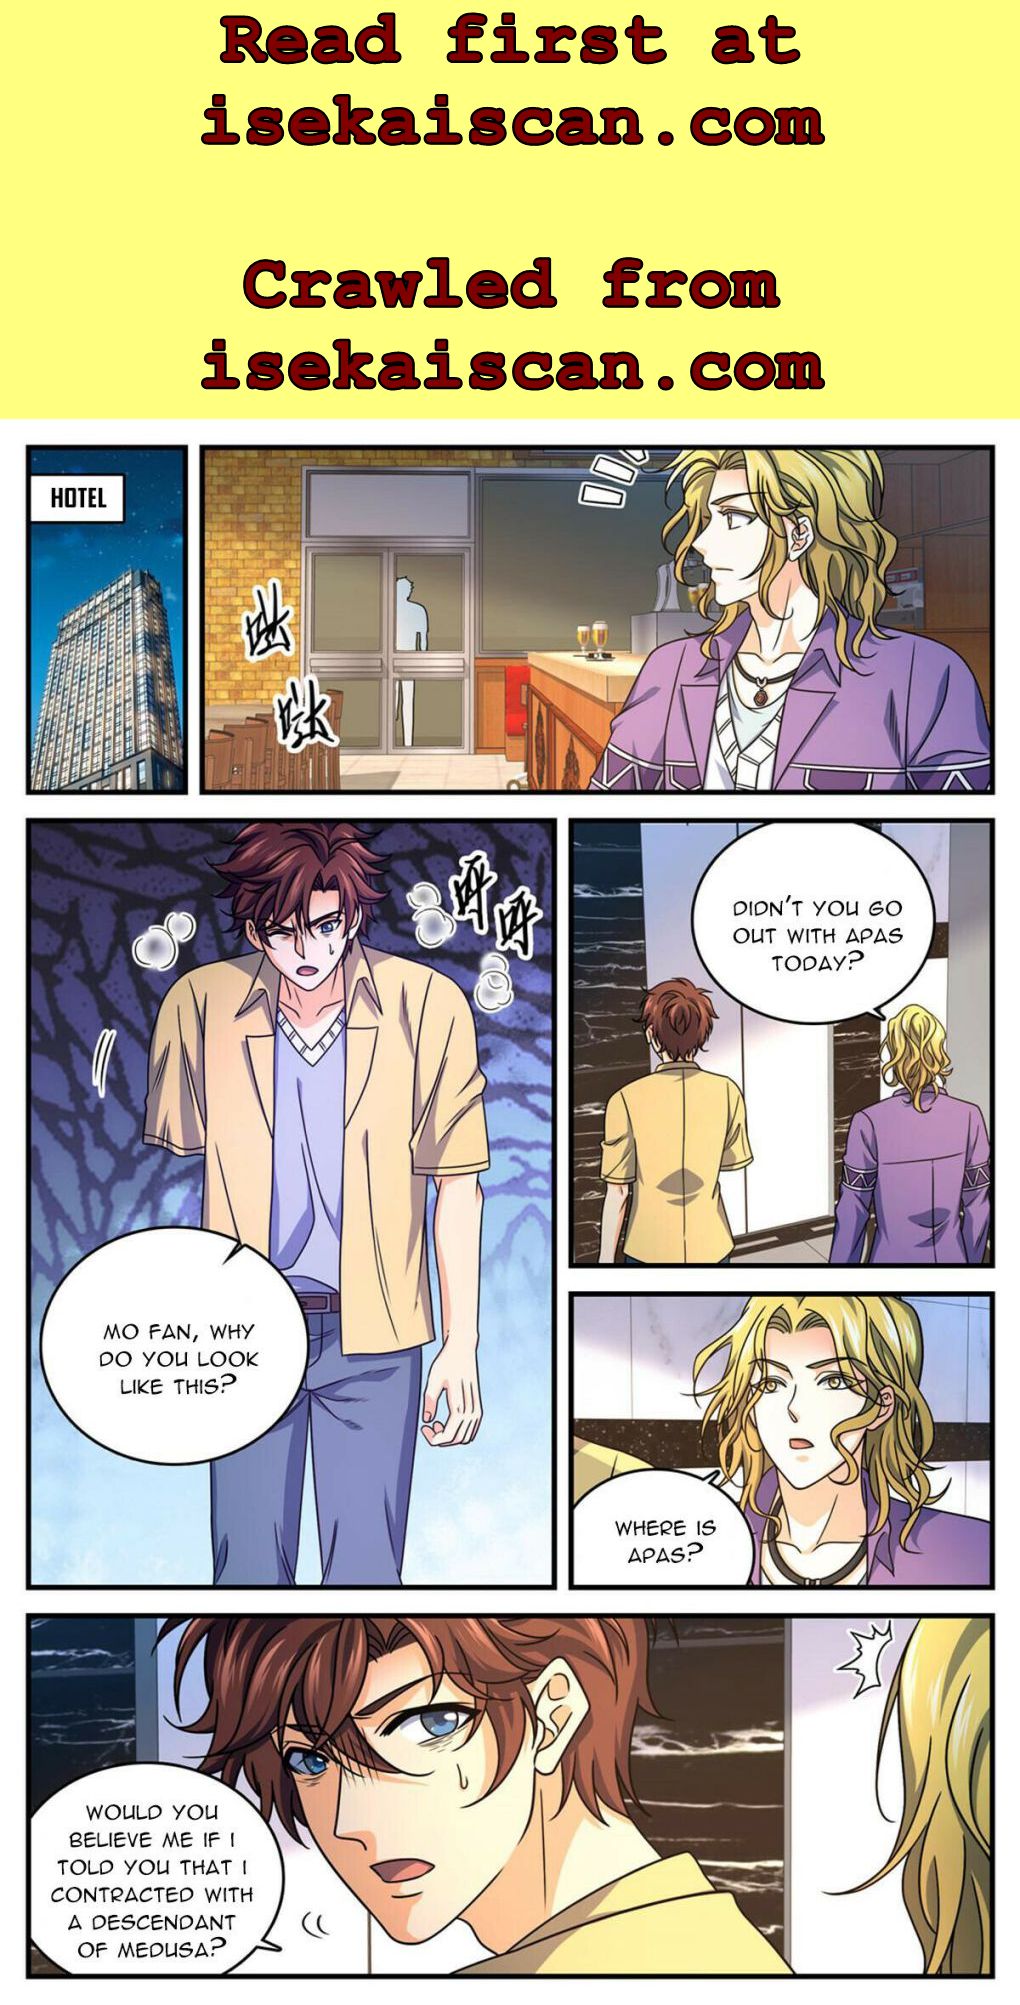 Read first at
isekaiscan.com
Crawled from
isekaiscan.com
HOTEL
哒
哒
呼
呼
MO FAN, WHY
DO YOU LOOK
LIKE THIS?
DIDN'T YOU GO
OUT WITH APAS
TODAY?
WHERE IS
APAS?
WOULD YOU
BELIEVE ME IF I
TOLD YOU THAT I
CONTRACTED WITH
A DESCENDANT
OF MEDUSA?